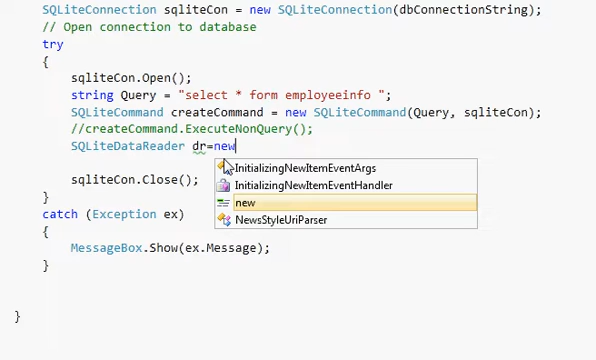 SQLiteConnection sqliteCon = new SQLiteConnection(dbConnectionString);
// Open connection to database
try
{
sqliteCon.Open();
string Query = "select * form employeeinfo ";
SQLiteCommand createCommand = new SQLiteCommand(Query, sqliteCon);
//createCommand.ExecuteNonQuery();
SQLiteDataReader dr=new
InitializingNewItemEventArgs
InitializingNewItemEventHandler
new
NewsStyleUriParser
sqliteCon.Close();
}
catch (Exception ex)
{
MessageBox.Show(ex.Message);
}
}